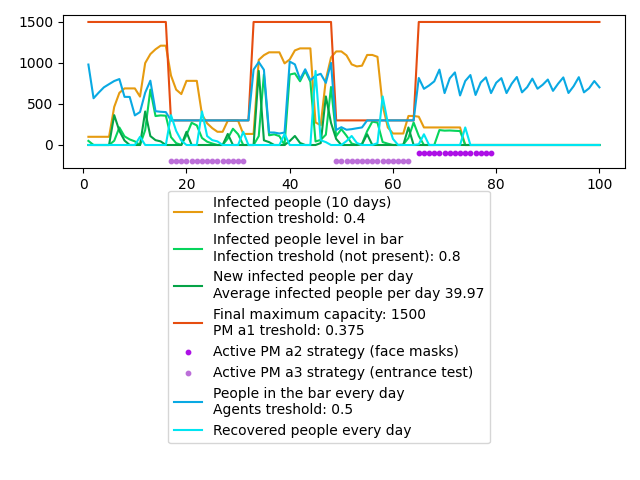 1500
1000
500
0
0 20 40 60 80 100
Infected people (10 days)
Infection treshold: 0.4
Infected people level in bar
Infection treshold (not present): 0.8
New infected people per day
Average infected people per day 39.97
Final maximum capacity: 1500
PM a1 treshold: 0.375
Active PM a2 strategy (face masks)
Active PM a3 strategy (entrance test)
People in the bar every day
Agents treshold: 0.5
Recovered people every day